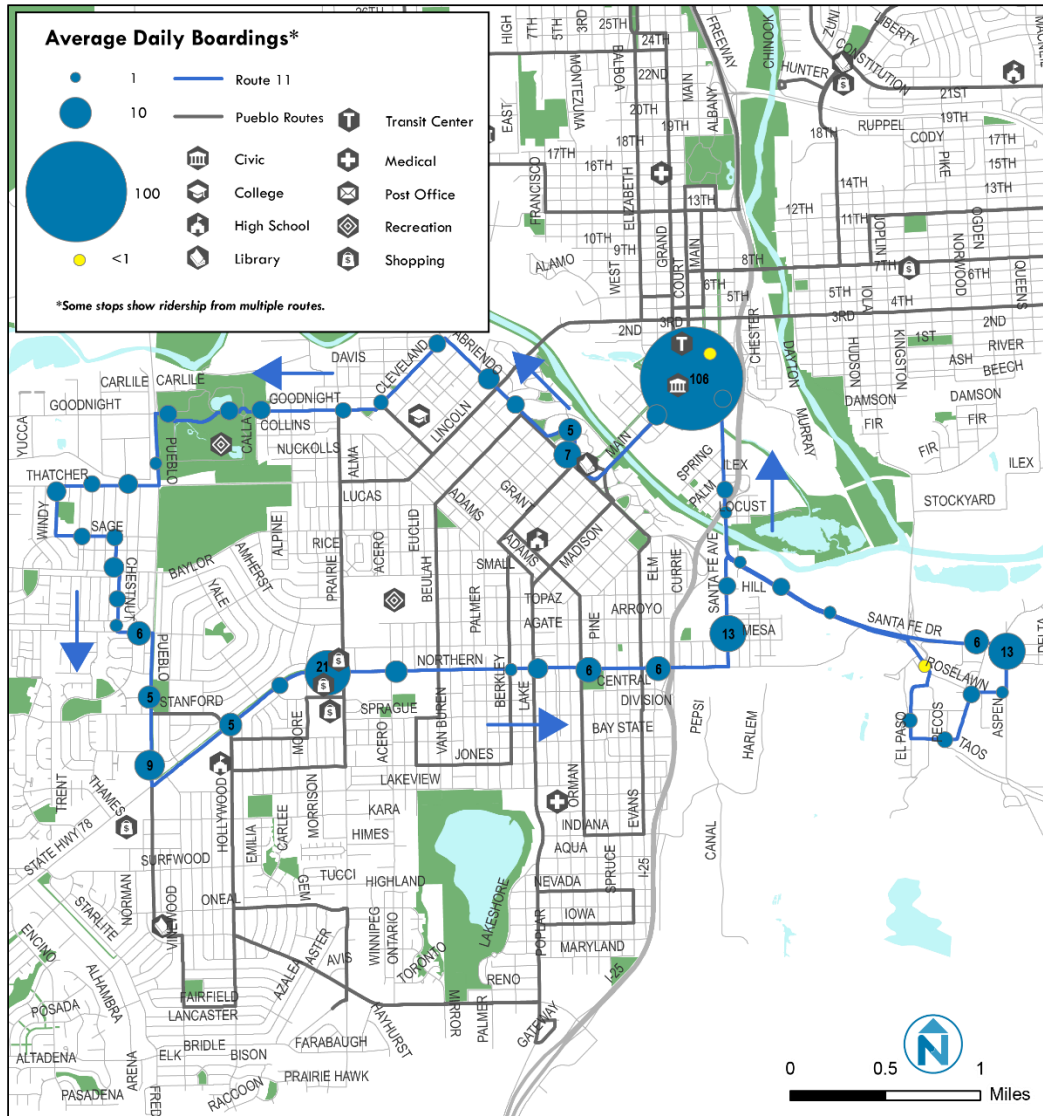 Average Daily Boardings*
1
Route 11
10
Pueblo Routes
Transit Center
100
Civic
Medical
College
Post Office
High School
Recreation
<1
Library
Shopping
*Some stops show ridership from multiple routes.
HIGH
7TH
5TH
3RD
25TH
24TH
BALBOA
22ND
MONTEZUMA
EAST
20TH
19TH
18TH
17TH
16TH
MAIN
ALBANY
FREEWAY
CHINOCK
ZUNI
LIBERTY
CONSTITUTION
HUNTER
21ST
19TH
RUPPEL
18TH
CODY
17TH
PIKE
15TH
14TH
13TH
13TH
12TH
11TH
FRANCISCO
ELIZABETH
10TH
9TH
GRAND
COURT
MAIN
ALAMO
WEST
8TH
7TH
6TH
6TH
5TH
5TH
4TH
3RD
2ND
3RD
2ND
JOPLIN
IOLA
OGDEN
NORWOOD
QUEENS
CHESTER
DAYTON
HUDSON
KINGSTON
1ST
RIVER
ASH
BEECH
DAMSON
DAMSON
FIR
FIR
FIR
MURRAY
ILEX
STOCKYARD
DAVIS
CLEVELAND
ABRIENDO
CARLILE
CARLILE
GOODNIGHT
GOODNIGHT
COLLINS
CALLA
LINCOLN
NUCKOLLS
YUCCA
PUEBLO
ALMA
106
5
7
MAIN
SPRING
PALM
ILEX
LOCUST
THATCHER
WINDY
SAGE
CHESTNUT
LUCAS
ADAMS
GRANT
ADAMS
MADISON
EUCLID
ALPINE
RICE
ACERO
PRAIRIE
BEULAH
SMALL
PALMER
TOPAZ
AGATE
PINE
ARROYO
ELM
CURRIE
SANTA FE AVE
HILL
SANTA FE DR
BAYLOR
AMHERST
YALE
6
PUEBLO
5
STANFORD
5
9
21
NORTHERN
BERKLEY
LAKE
6
CENTRAL
6
13
MESA
6
13
DELTA
ROSELAWN
EL PASO
PECOS
ASPEN
TAOS
DIVISION
BAY STATE
PEPSI
HARLEM
MOORE
SPRAGUE
ACERO
VAN BUREN
JONES
LAKEVIEW
TRENT
THAMES
STATE HWY 78
HOLLYWOOD
MORRISON
KARA
HIMES
EMILIA
CARLEE
TUCCI
GEM
HIGHLAND
ORMAN
EVANS
INDIANA
AQUA
SPRUCE
NEVADA
IOWA
MARYLAND
I-25
I-25
CANAL
SURFWOOD
NORMAN
ONEAL
VINEWOOD
STARLITE
ENCINO
ALHAMBRA
POSADA
AZALEA
ASTER
AVIS
WINNIPEG
ONTARIO
TORONTO
LAKESHORE
POPLAR
RENO
MIRROR
PALMER
GATEWAY
FAIRFIELD
LANCASTER
HAYHURST
FARABAUGH
ALTADENA
ARENA
ELK
BRIDLE
BISON
PRAIRIE HAWK
PASADENA
FRED
RACCOON
N
0
0.5
1
Miles